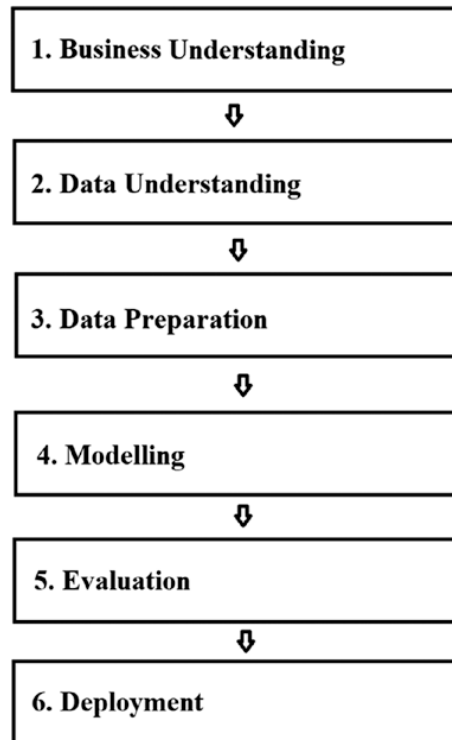 1. Business Understanding
2. Data Understanding
3. Data Preparation
4. Modelling
5. Evaluation
6. Deployment